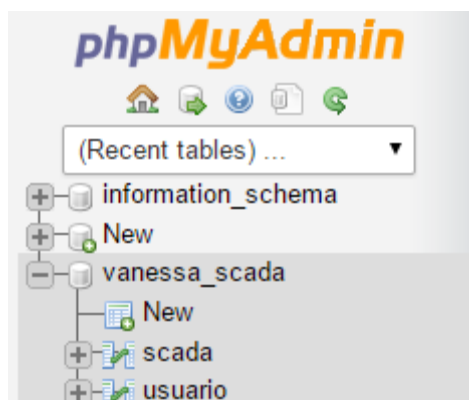 phpMyAdmin
(Recent tables) ...
information_schema
New
vanessa_scada
New
scada
usuario